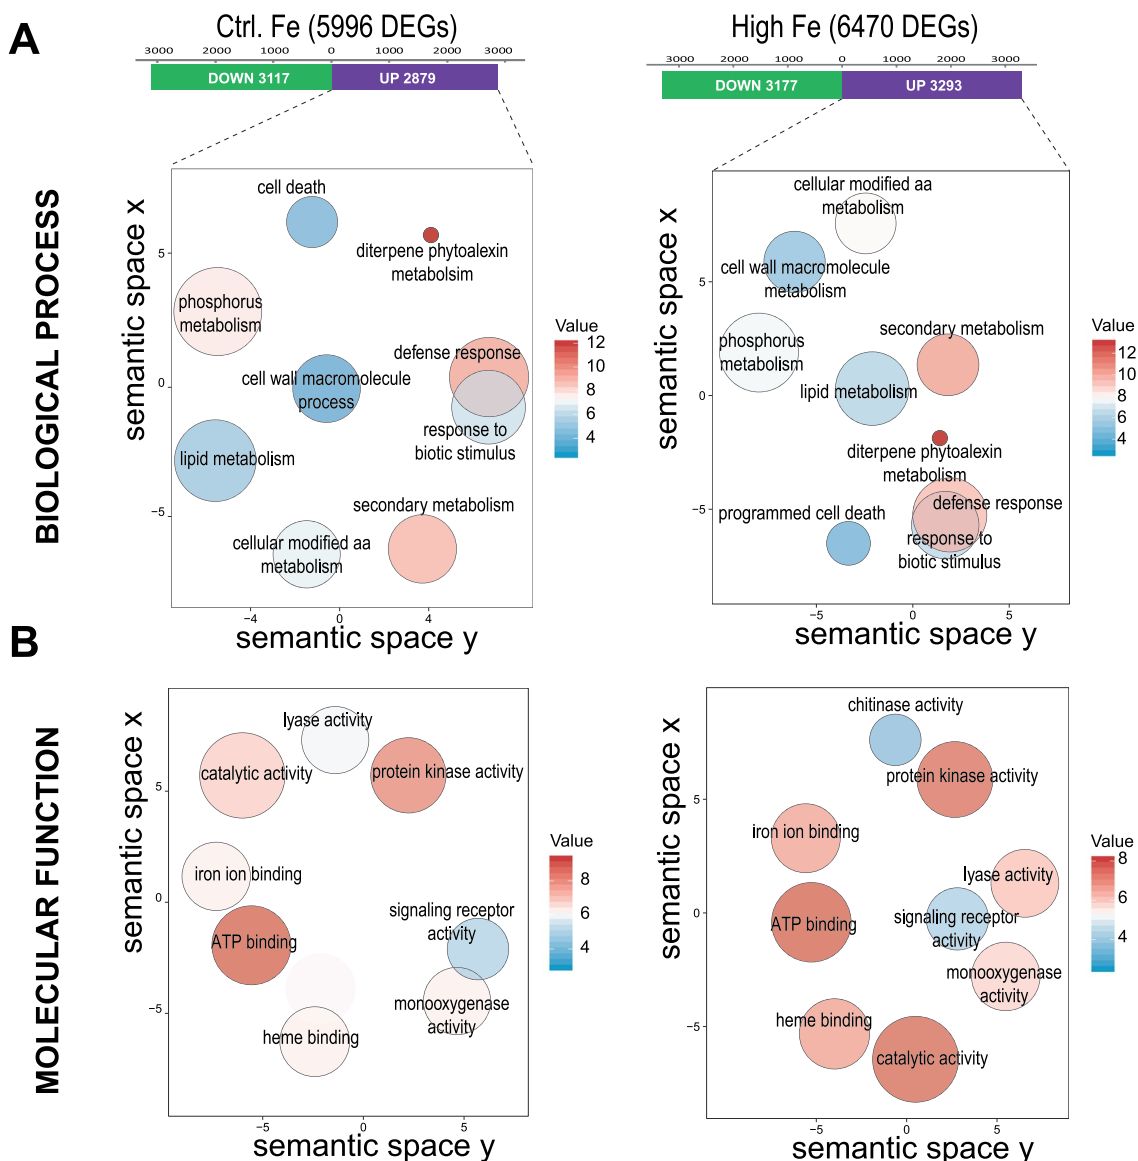 A
Ctrl. Fe (5996 DEGs)
3000 2000 1000 0 1000 2000 3000
DOWN 3117 UP 2879
High Fe (6470 DEGs)
3000 2000 1000 0 1000 2000 3000
DOWN 3177 UP 3293
BIOLOGICAL PROCESS
semantic space x
5
0
−5
cell death
diterpene phytoalexin
metabolsim
phosphorus
metabolism
defense response
cell wall macromolecule
process
response to
biotic stimulus
lipid metabolism
secondary metabolism
cellular modified aa
metabolism
−4 0 4
semantic space y
Value
12
10
8
6
4
semantic space x
5
0
−5
cellular modified aa
metabolism
cell wall macromolecule
metabolism
phosphorus
metabolism
secondary metabolism
lipid metabolism
diterpene phytoalexin
metabolism
programmed cell death
defense response
response to
biotic stimulus
−5 0 5
semantic space y
Value
12
10
8
6
4
B
MOLECULAR FUNCTION
semantic space x
5
0
−5
lyase activity
catalytic activity
protein kinase activity
iron ion binding
signaling receptor
activity
ATP binding
monooxygenase
activity
heme binding
−5 0 5
semantic space y
Value
8
6
4
semantic space x
5
0
−5
chitinase activity
protein kinase activity
iron ion binding
lyase activity
ATP binding
signaling receptor
activity
monooxygenase
activity
heme binding
catalytic activity
−5 0 5
semantic space y
Value
8
6
4